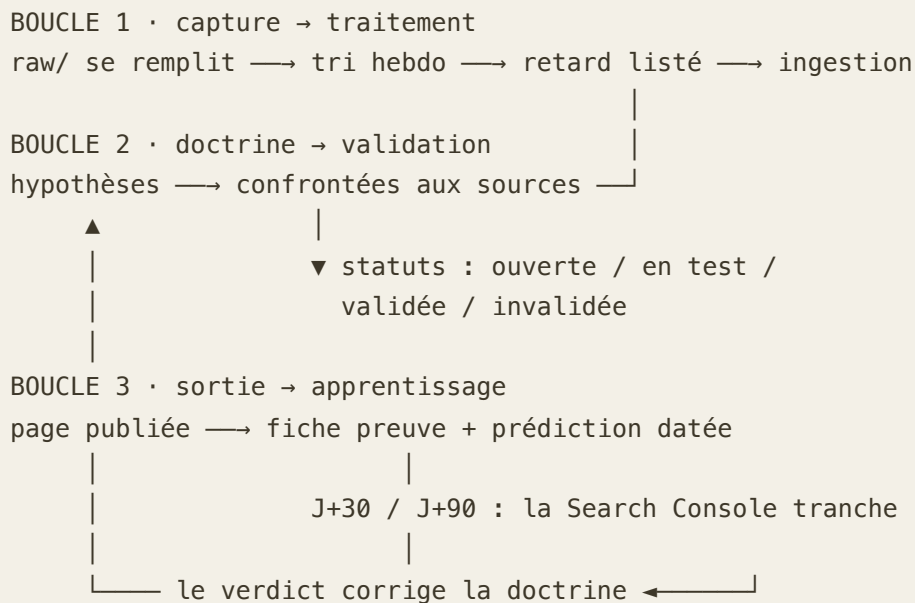 BOUCLE 1 · capture → traitement
raw/ se remplit ──→ tri hebdo ──→ retard listé ──→ ingestion
BOUCLE 2 · doctrine → validation
hypothèses ──→ confrontées aux sources ──┘
▼ statuts : ouverte / en test /
validée / invalidée
BOUCLE 3 · sortie → apprentissage
page publiée ──→ fiche preuve + prédiction datée
J+30 / J+90 : la Search Console tranche
└──── le verdict corrige la doctrine ◄──────┘